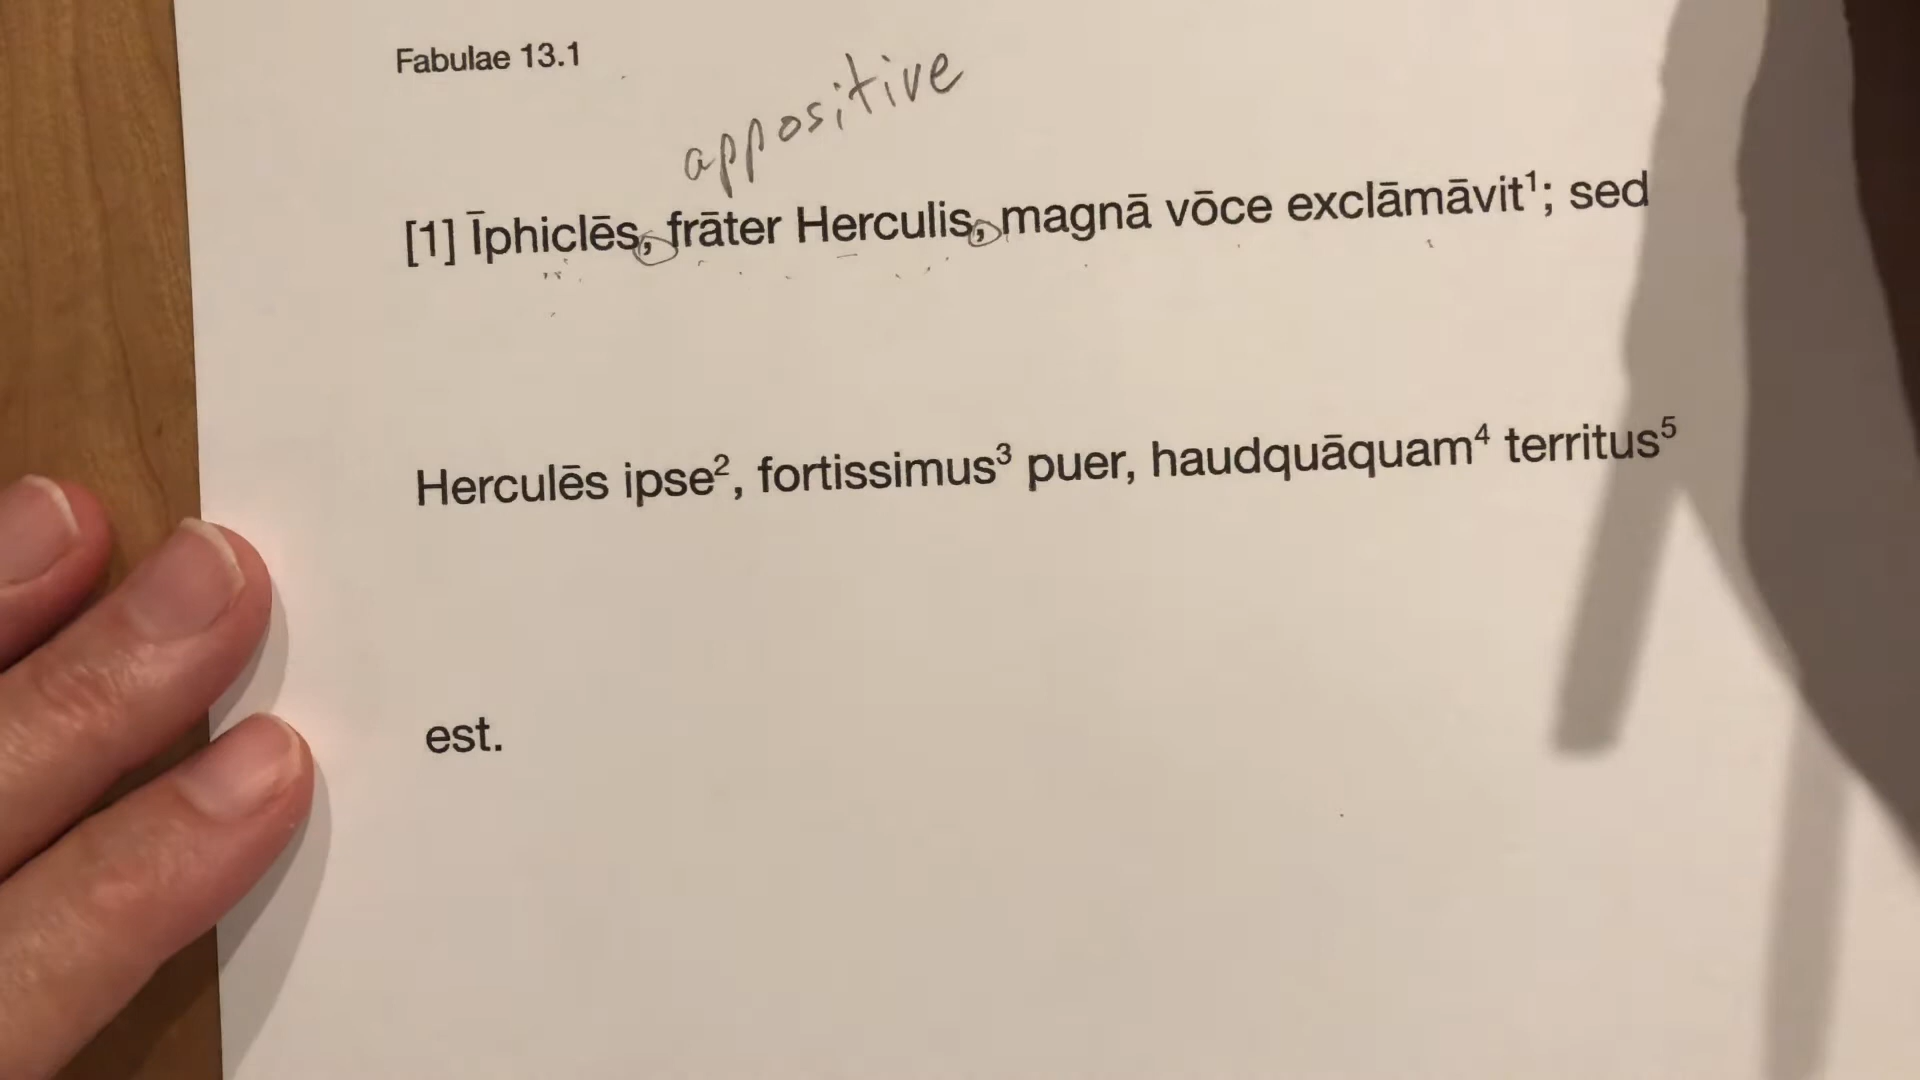 Fabulae 13.1
appositive
[1] Īphiclēs, frāter Herculis, magnā vōce exclāmāvit¹; sed
Herculēs ipse², fortissimus³ puer, haudquāquam⁴ territus⁵
est.